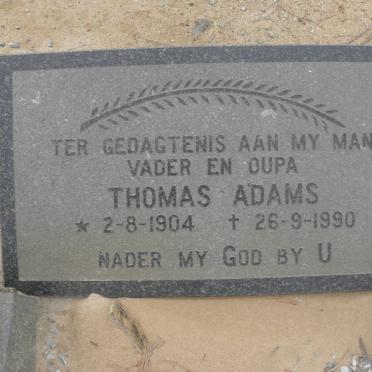 TER GEDAGTENIS AAN MY MAN
VADER EN OUPA
THOMAS ADAMS
* 2-8-1904 † 26-9-1990
NADER MY GOD BY U